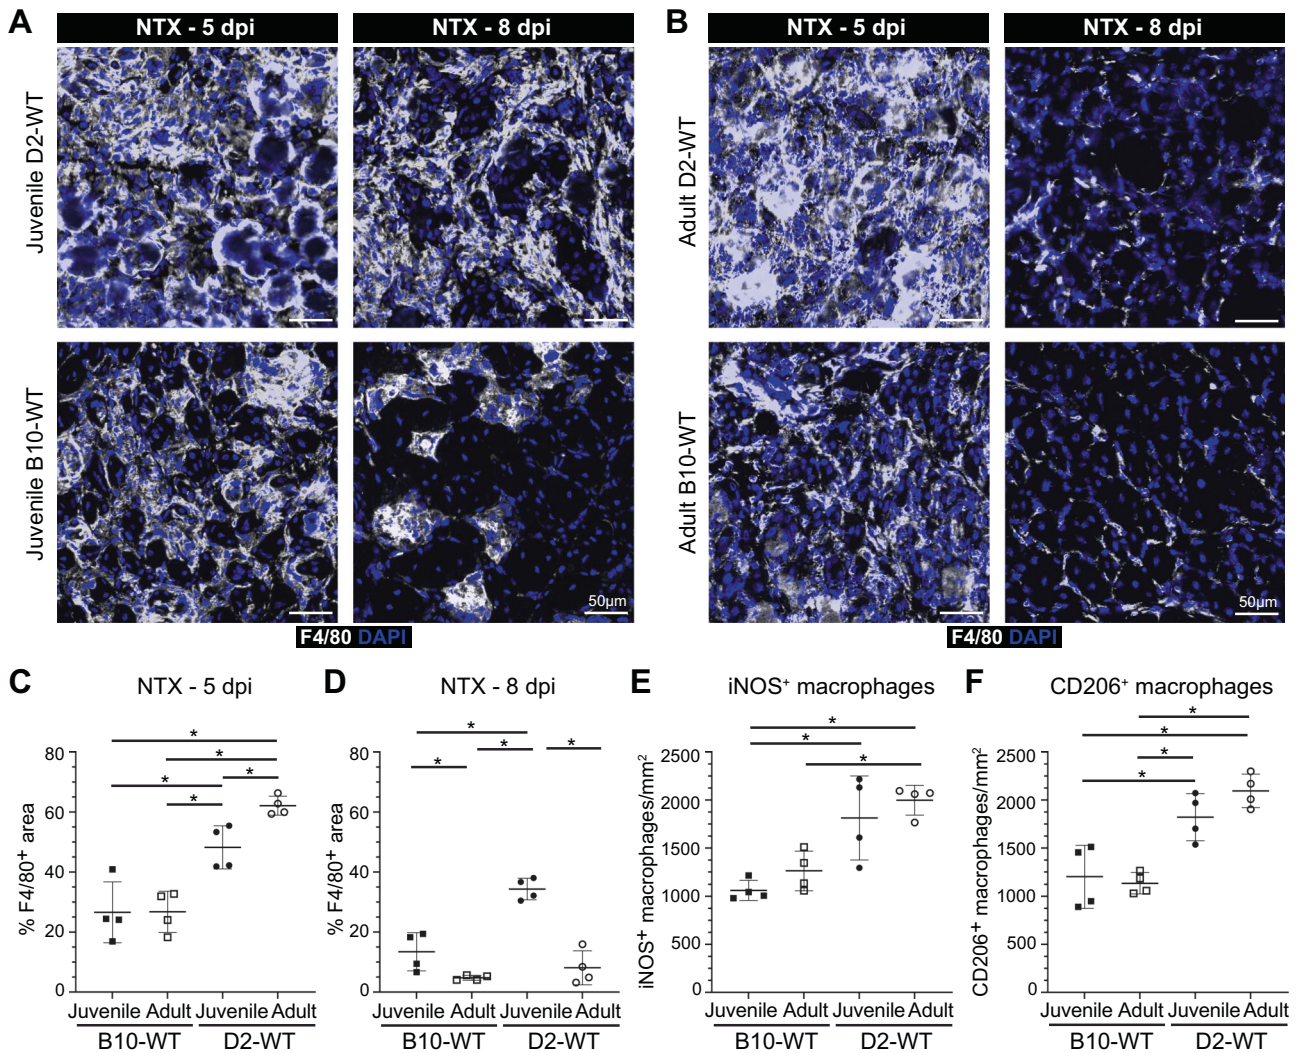 A
NTX - 5 dpi
NTX - 8 dpi
B
NTX - 5 dpi
NTX - 8 dpi
Juvenile D2-WT
Adult D2-WT
Juvenile B10-WT
Adult B10-WT
50µm
50µm
F4/80 DAPI
F4/80 DAPI
C
NTX - 5 dpi
% F4/80+ area
80
60
40
20
0
* * * * *
Juvenile Adult Juvenile Adult
B10-WT D2-WT
D
NTX - 8 dpi
% F4/80+ area
80
60
40
20
0
* * * *
Juvenile Adult Juvenile Adult
B10-WT D2-WT
E
iNOS+ macrophages
iNOS+ macrophages/mm2
2500
2000
1500
1000
500
0
* * *
Juvenile Adult Juvenile Adult
B10-WT D2-WT
F
CD206+ macrophages
CD206+ macrophages/mm2
2500
2000
1500
1000
500
0
* * * *
Juvenile Adult Juvenile Adult
B10-WT D2-WT